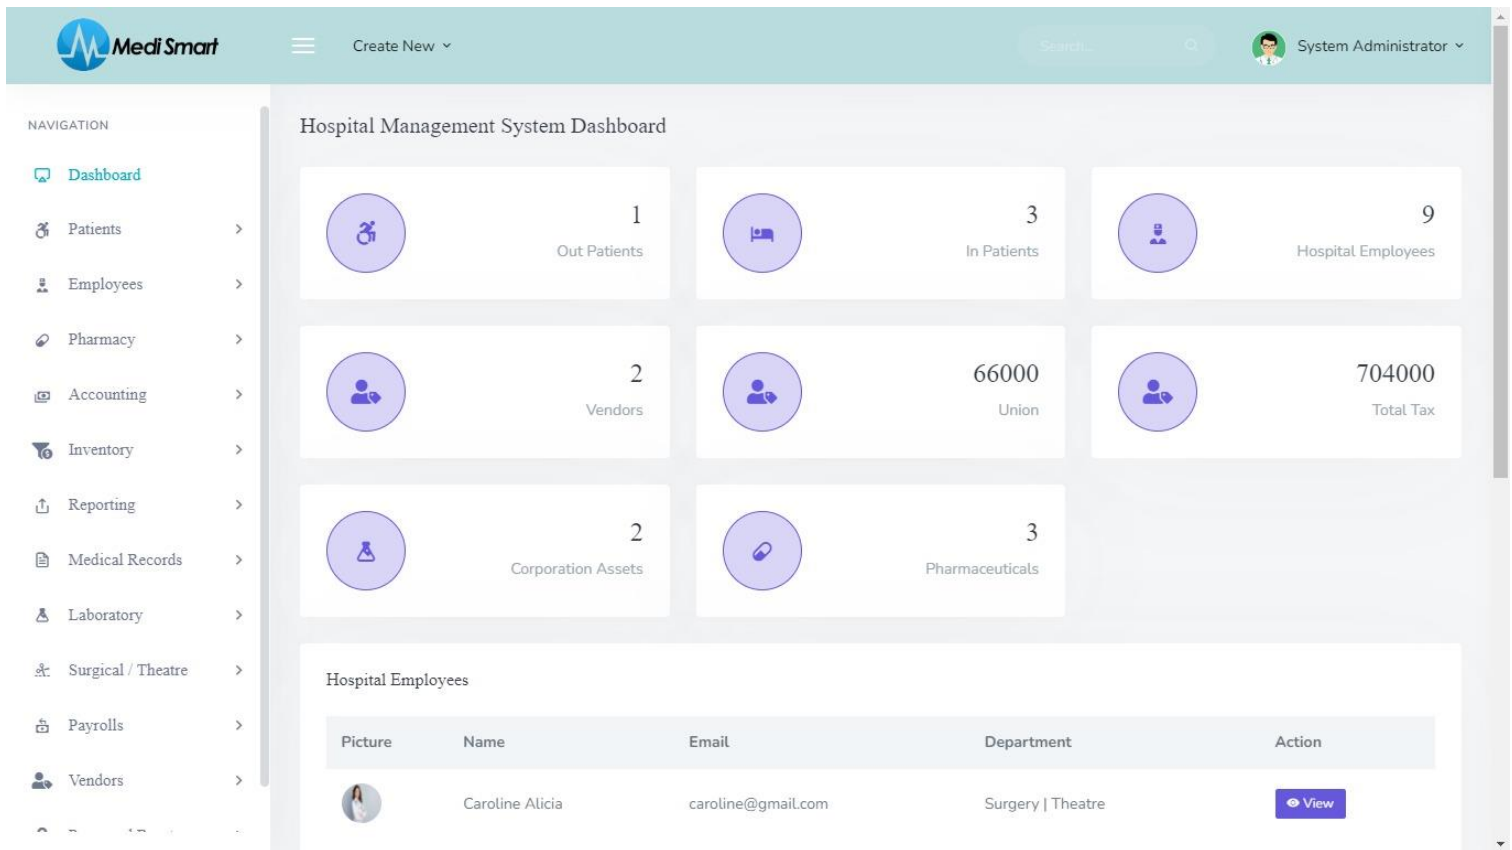 Medi Smart
Create New
Search...
System Administrator
NAVIGATION
Dashboard
Patients
Employees
Pharmacy
Accounting
Inventory
Reporting
Medical Records
Laboratory
Surgical / Theatre
Payrolls
Vendors
Hospital Management System Dashboard
1
Out Patients
3
In Patients
9
Hospital Employees
2
Vendors
66000
Union
704000
Total Tax
2
Corporation Assets
3
Pharmaceuticals
Hospital Employees
Picture Name Email Department Action
Caroline Alicia caroline@gmail.com Surgery | Theatre View